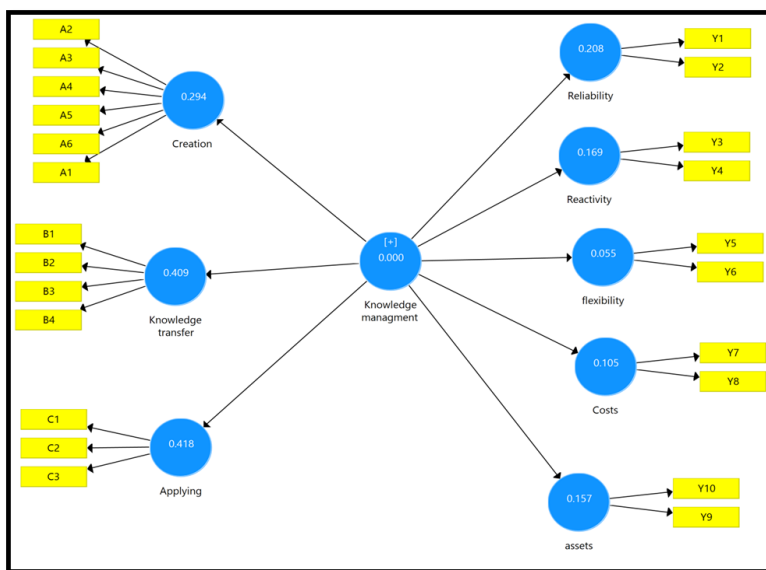 A2
A3
A4
A5
A6
A1
0.294
Creation
B1
B2
B3
B4
0.409
Knowledge
transfer
C1
C2
C3
0.418
Applying
[+]
0.000
Knowledge
managment
0.208
Reliability
Y1
Y2
0.169
Reactivity
Y3
Y4
0.055
flexibility
Y5
Y6
0.105
Costs
Y7
Y8
0.157
assets
Y10
Y9